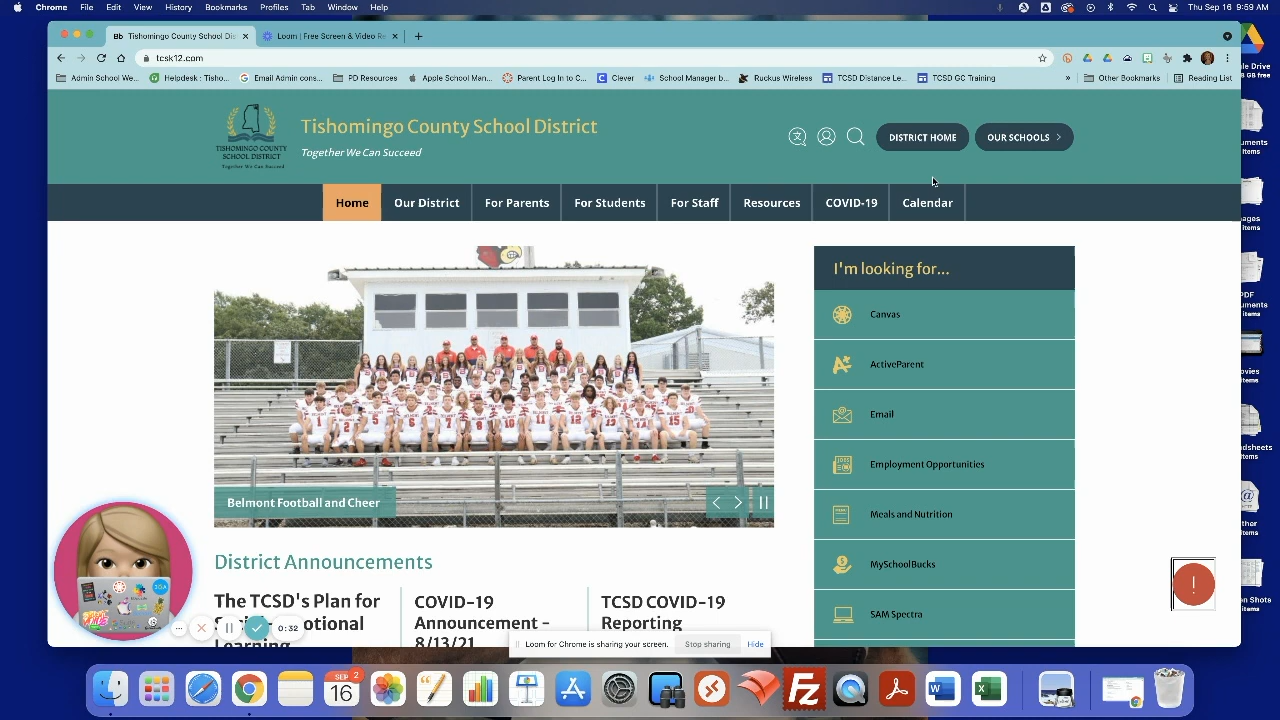 Chrome File Edit View History Bookmarks Profiles Tab Window Help
Thu Sep 16 9:59 AM
Bb Tishomingo County School Dis
Loom | Free Screen & Video Re
tcsk12.com
Admin School We... Helpdesk : Tisho... Email Admin cons... PD Resources Apple School Man... Parent Log In to C... Clever School Manager b... Ruckus Wireless TCSD Distance Le... TCSD GC Training » Other Bookmarks Reading List
TISHOMINGO COUNTY
SCHOOL DISTRICT
Together We Can Succeed
Tishomingo County School District
Together We Can Succeed
DISTRICT HOME
OUR SCHOOLS
Home Our District For Parents For Students For Staff Resources COVID-19 Calendar
Belmont Football and Cheer
I'm looking for...
Canvas
ActiveParent
Email
Employment Opportunities
Meals and Nutrition
MySchoolBucks
SAM Spectra
District Announcements
The TCSD's Plan for
Learning
COVID-19
Announcement -
8/13/21
TCSD COVID-19
Reporting
0:32
Loom for Chrome is sharing your screen. Stop sharing Hide
SEP
16
2